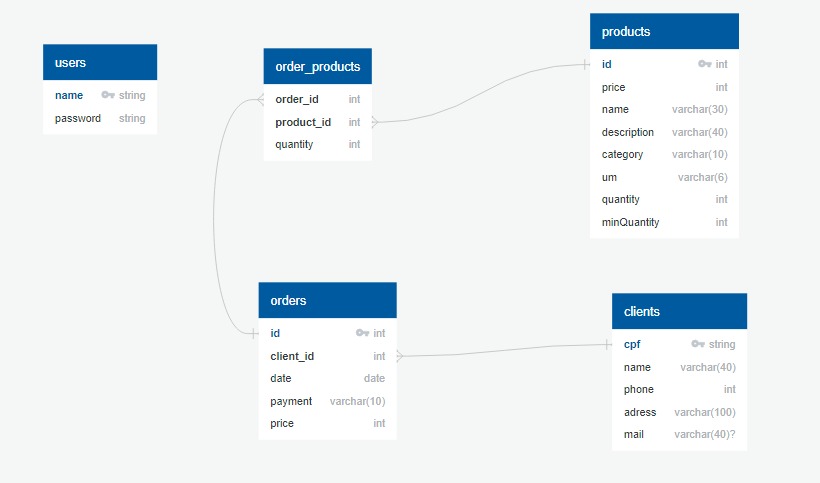 users
name string
password string
order_products
order_id int
product_id int
quantity int
products
id int
price int
name varchar(30)
description varchar(40)
category varchar(10)
um varchar(6)
quantity int
minQuantity int
orders
id int
client_id int
date date
payment varchar(10)
price int
clients
cpf string
name varchar(40)
phone int
adress varchar(100)
mail varchar(40)?